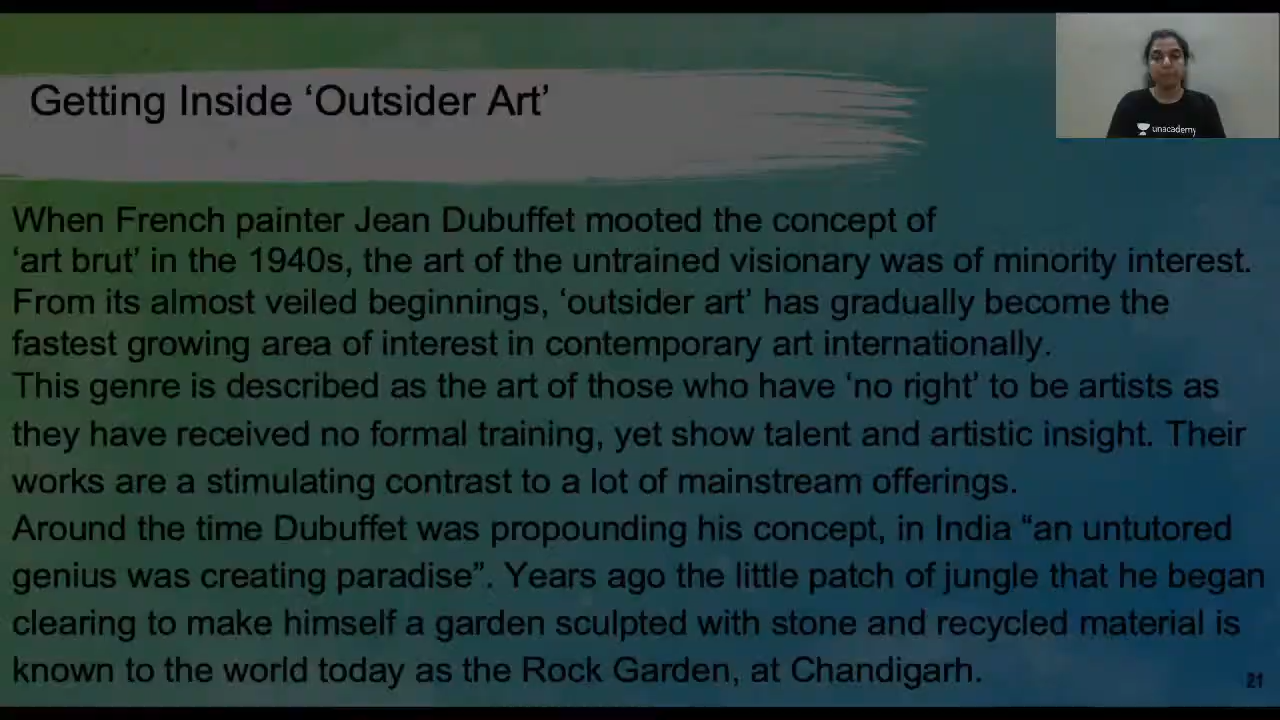 Getting Inside ‘Outsider Art’
unacademy
When French painter Jean Dubuffet mooted the concept of
‘art brut’ in the 1940s, the art of the untrained visionary was of minority interest.
From its almost veiled beginnings, ‘outsider art’ has gradually become the
fastest growing area of interest in contemporary art internationally.
This genre is described as the art of those who have ‘no right’ to be artists as
they have received no formal training, yet show talent and artistic insight. Their
works are a stimulating contrast to a lot of mainstream offerings.
Around the time Dubuffet was propounding his concept, in India “an untutored
genius was creating paradise”. Years ago the little patch of jungle that he began
clearing to make himself a garden sculpted with stone and recycled material is
known to the world today as the Rock Garden, at Chandigarh.
21